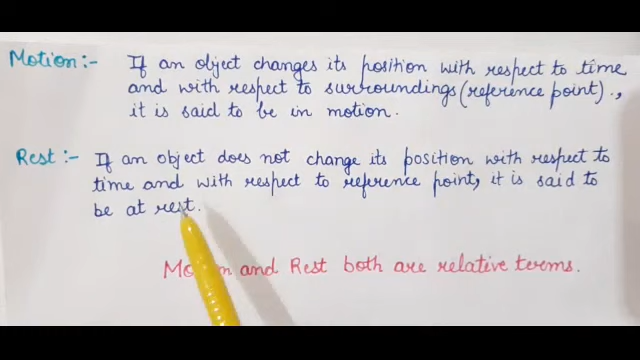 Motion:- If an object changes its position with respect to time
and with respect to surroundings (reference point).,
it is said to be in motion.
Rest:- If an object does not change its position with respect to
time and with respect to reference point, it is said to
be at rest.
Motion and Rest both are relative terms.